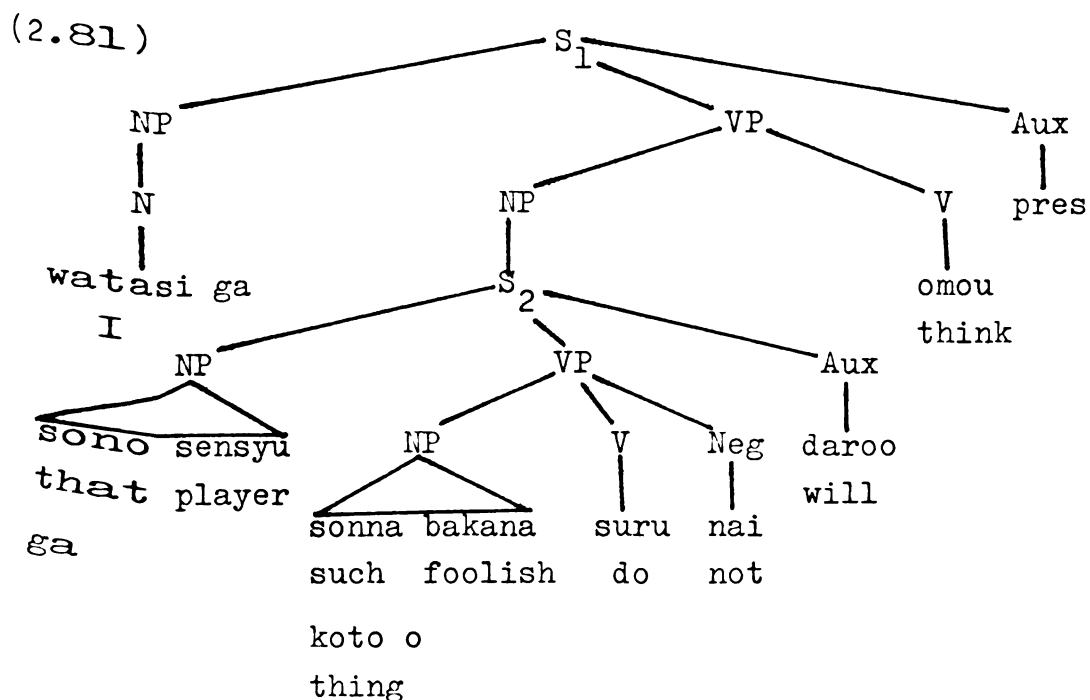 (2.81)
S1
NP VP Aux
N NP V pres
watasi ga S2 omou
I think
NP VP Aux
sono sensyu NP V Neg daroo
that player will
ga sonna bakana suru nai
such foolish do not
koto o
thing